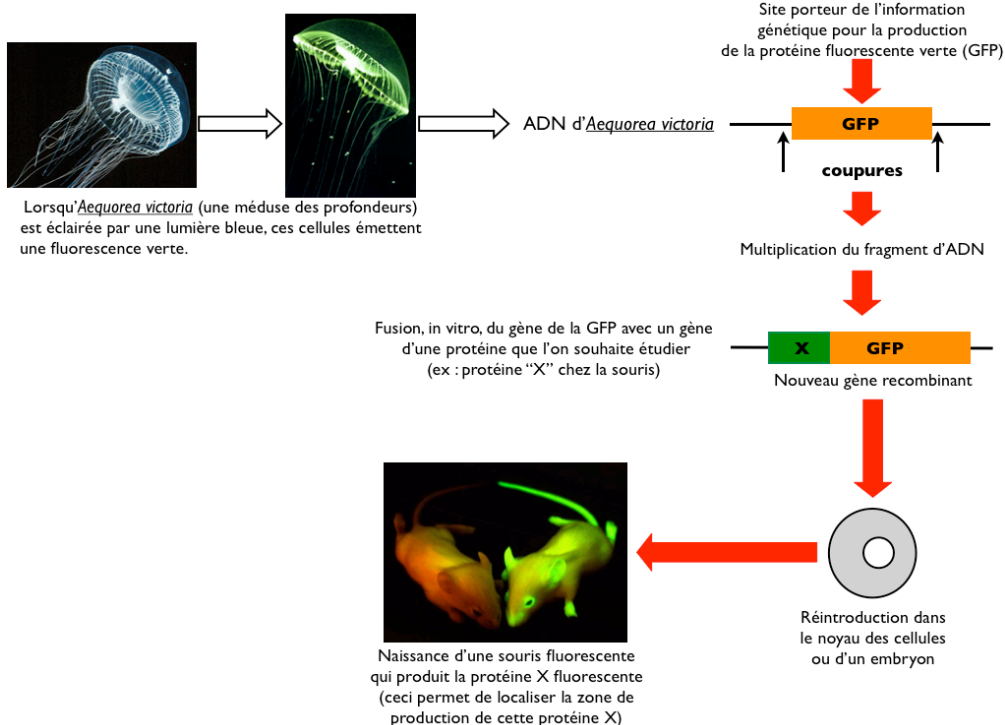 Site porteur de l'information
génétique pour la production
de la protéine fluorescente verte (GFP)
ADN d'Aequorea victoria
GFP
coupures
Lorsqu'Aequorea victoria (une méduse des profondeurs)
est éclairée par une lumière bleue, ces cellules émettent
une fluorescence verte.
Multiplication du fragment d'ADN
Fusion, in vitro, du gène de la GFP avec un gène
d'une protéine que l'on souhaite étudier
(ex : protéine "X" chez la souris)
X GFP
Nouveau gène recombinant
Réintroduction dans
le noyau des cellules
ou d'un embryon
Naissance d'une souris fluorescente
qui produit la protéine X fluorescente
(ceci permet de localiser la zone de
production de cette protéine X)